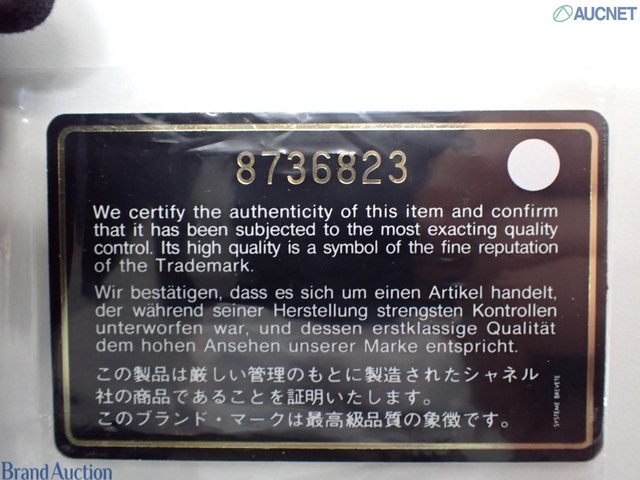 AUCNET
8736823
We certify the authenticity of this item and confirm
that it has been subjected to the most exacting quality
control. Its high quality is a symbol of the fine reputation
of the Trademark.
Wir bestätigen, dass es sich um einen Artikel handelt,
der während seiner Herstellung strengsten Kontrollen
unterworfen war, und dessen erstklassige Qualität
dem hohen Ansehen unserer Marke entspricht.
この製品は厳しい管理のもとに製造されたシャネル
社の商品であることを証明いたします。
このブランド・マークは最高級品質の象徴です。
SYSTEME BREVETE
Brand Auction